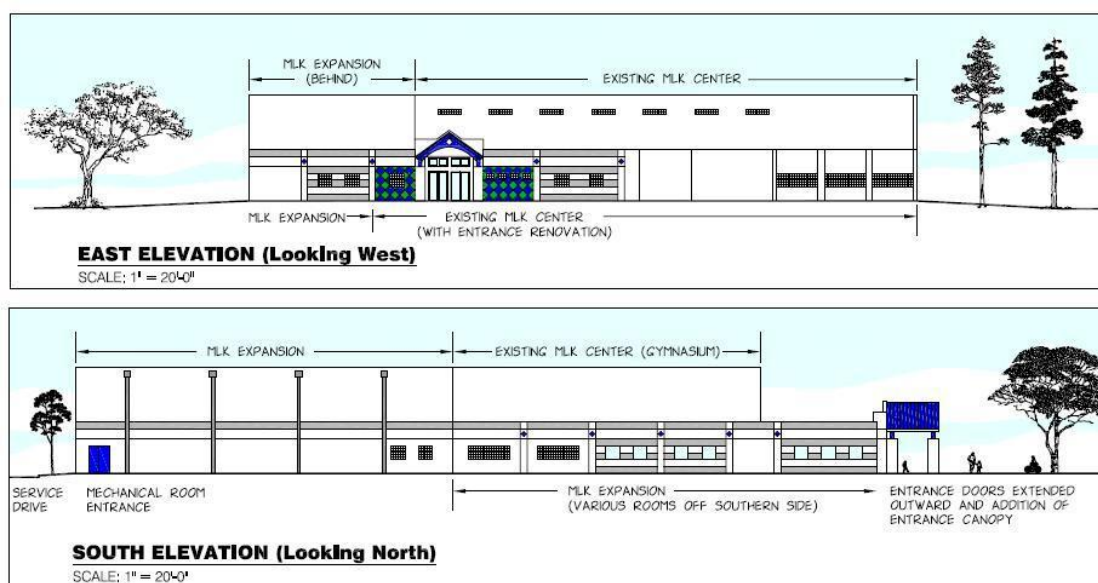 MLK EXPANSION
(BEHIND)
EXISTING MLK CENTER
MLK EXPANSION
EXISTING MLK CENTER
(WITH ENTRANCE RENOVATION)
EAST ELEVATION (Looking West)
SCALE: 1" = 20'-0"
MLK EXPANSION
EXISTING MLK CENTER (GYMNASIUM)
SERVICE
DRIVE
MECHANICAL ROOM
ENTRANCE
MLK EXPANSION
(VARIOUS ROOMS OFF SOUTHERN SIDE)
ENTRANCE DOORS EXTENDED
OUTWARD AND ADDITION OF
ENTRANCE CANOPY
SOUTH ELEVATION (Looking North)
SCALE: 1" = 20'-0"